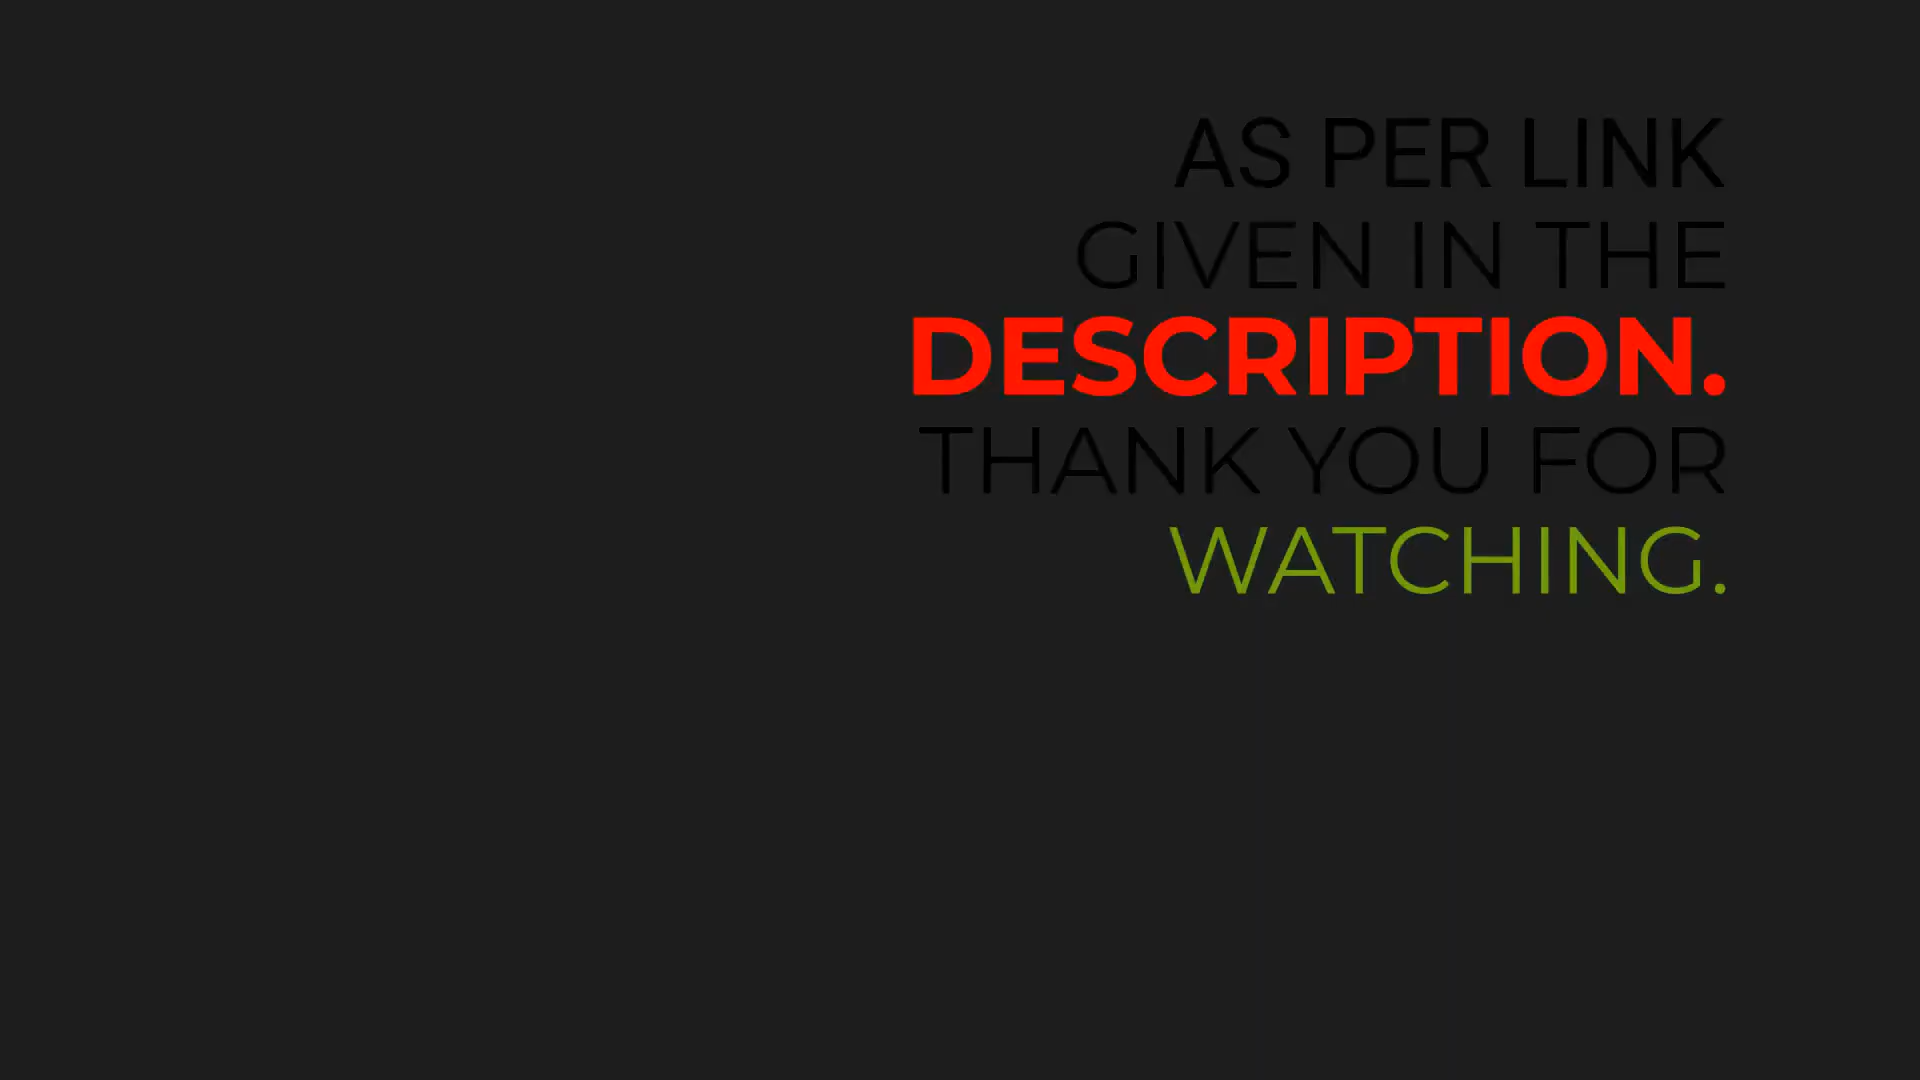 AS PER LINK
GIVEN IN THE
DESCRIPTION.
THANK YOU FOR
WATCHING.